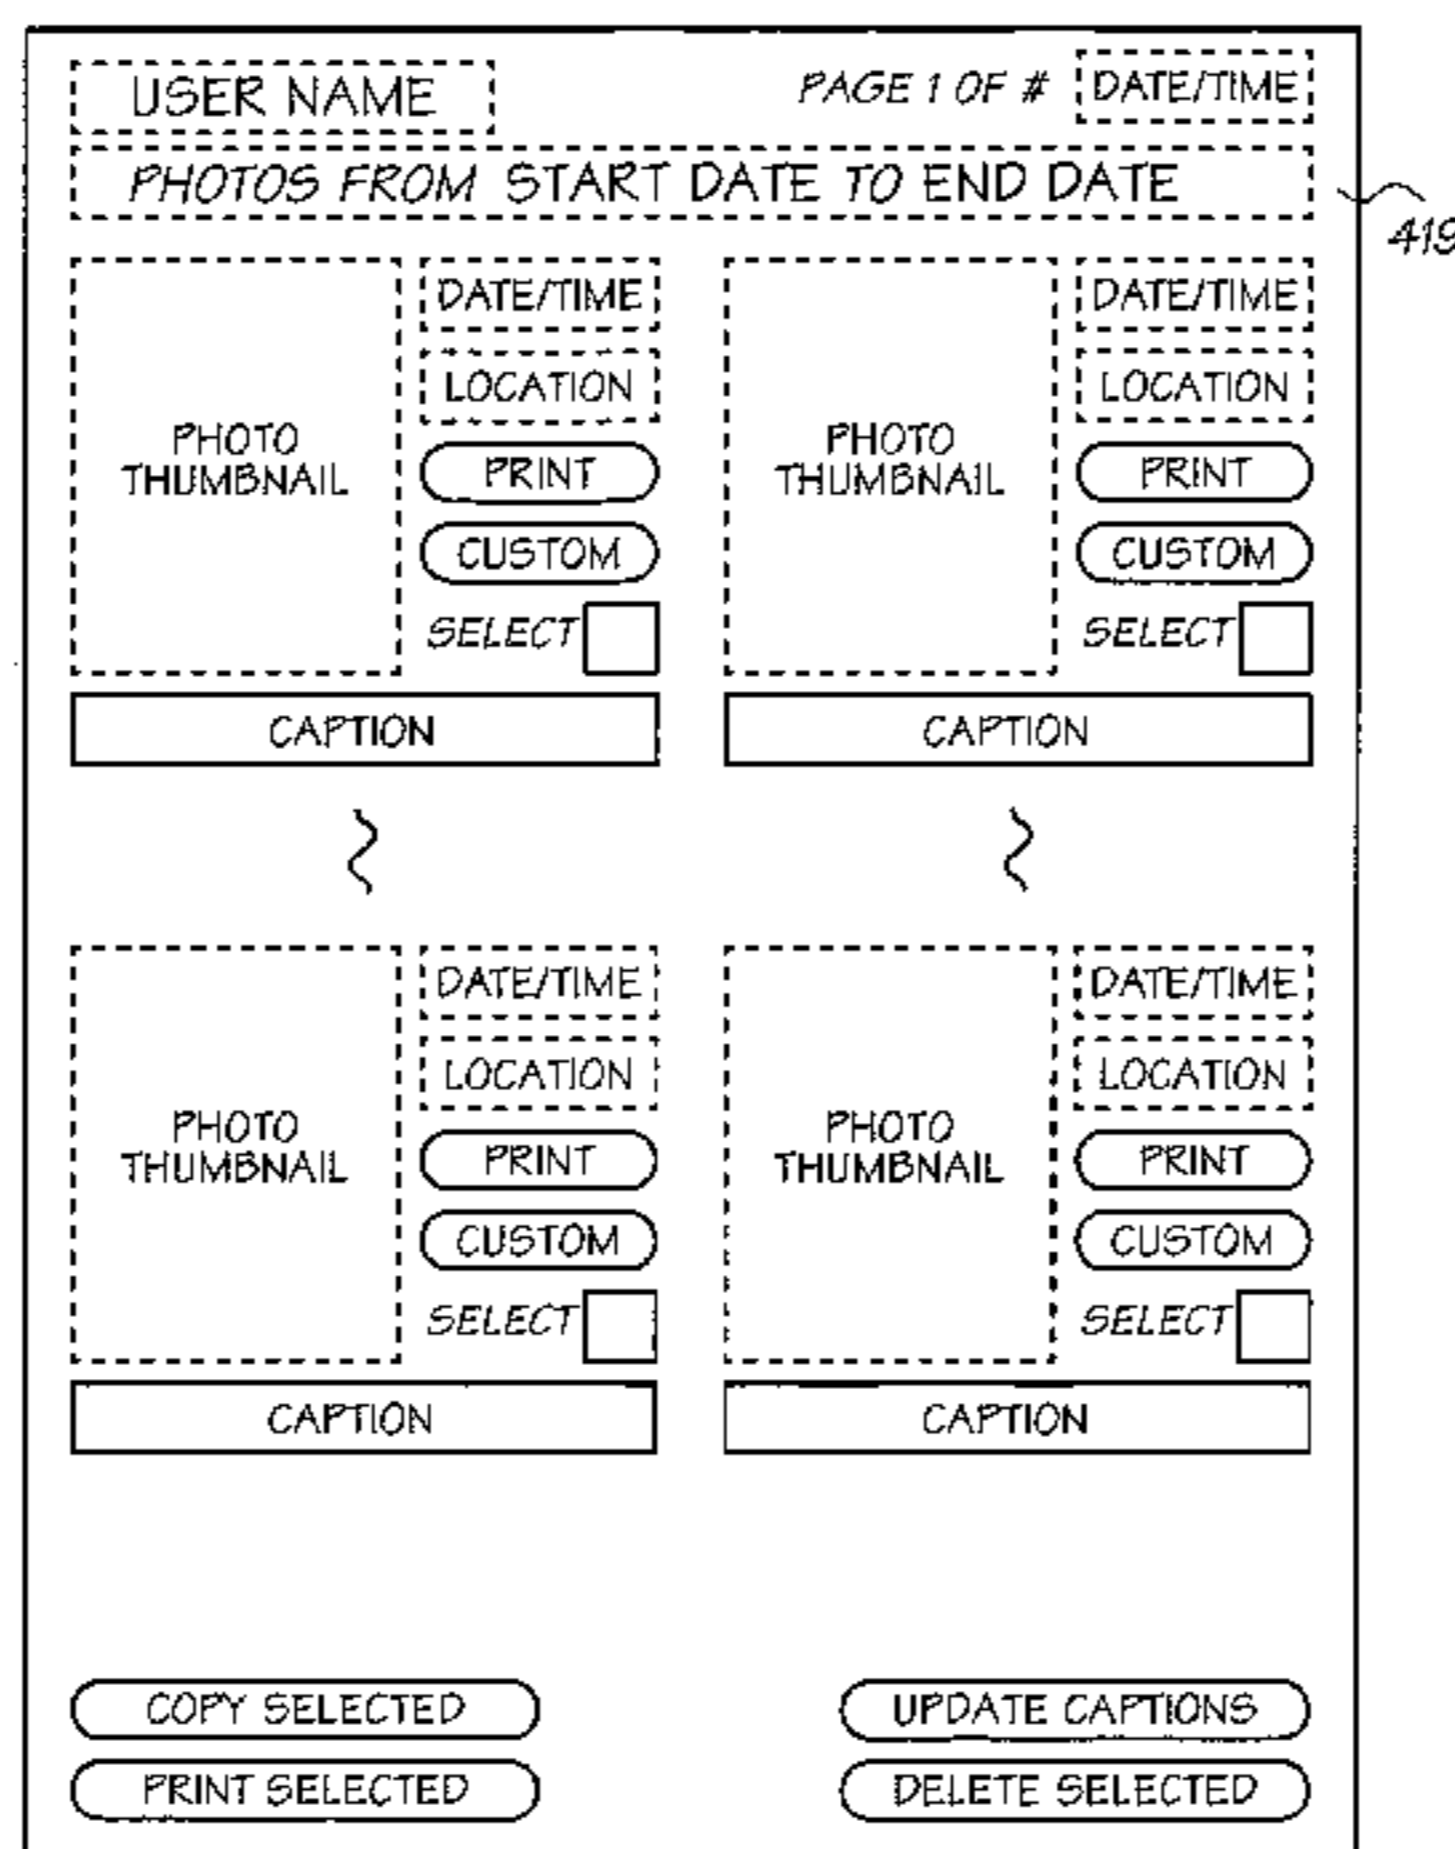 USER NAME PAGE 1 OF # DATE/TIME
PHOTOS FROM START DATE TO END DATE
419
DATE/TIME DATE/TIME
LOCATION LOCATION
PHOTO THUMBNAIL PRINT PHOTO THUMBNAIL PRINT
CUSTOM CUSTOM
SELECT SELECT
CAPTION CAPTION
DATE/TIME DATE/TIME
LOCATION LOCATION
PHOTO THUMBNAIL PRINT PHOTO THUMBNAIL PRINT
CUSTOM CUSTOM
SELECT SELECT
CAPTION CAPTION
COPY SELECTED UPDATE CAPTIONS
PRINT SELECTED DELETE SELECTED